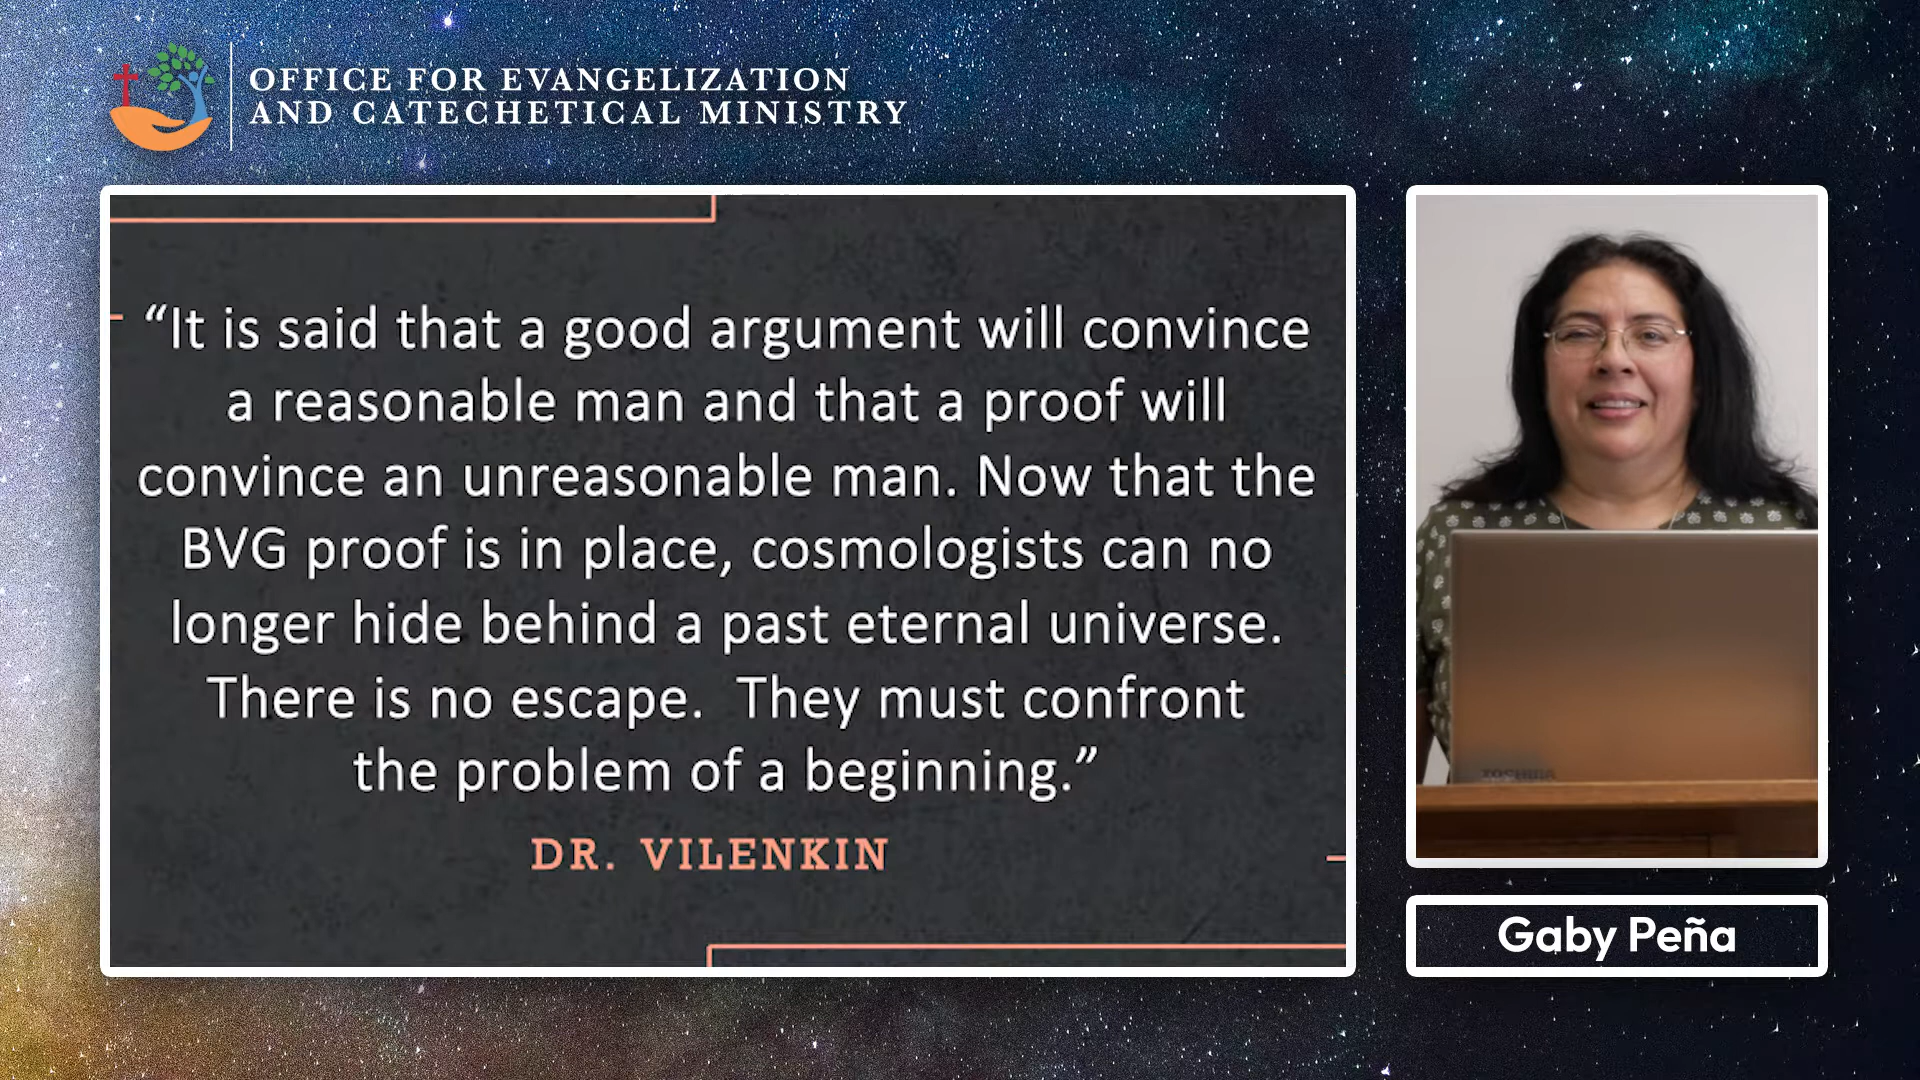 OFFICE FOR EVANGELIZATION
AND CATECHETICAL MINISTRY
“It is said that a good argument will convince
a reasonable man and that a proof will
convince an unreasonable man. Now that the
BVG proof is in place, cosmologists can no
longer hide behind a past eternal universe.
There is no escape.  They must confront
the problem of a beginning.”
DR. VILENKIN
TOSHIBA
Gaby Peña